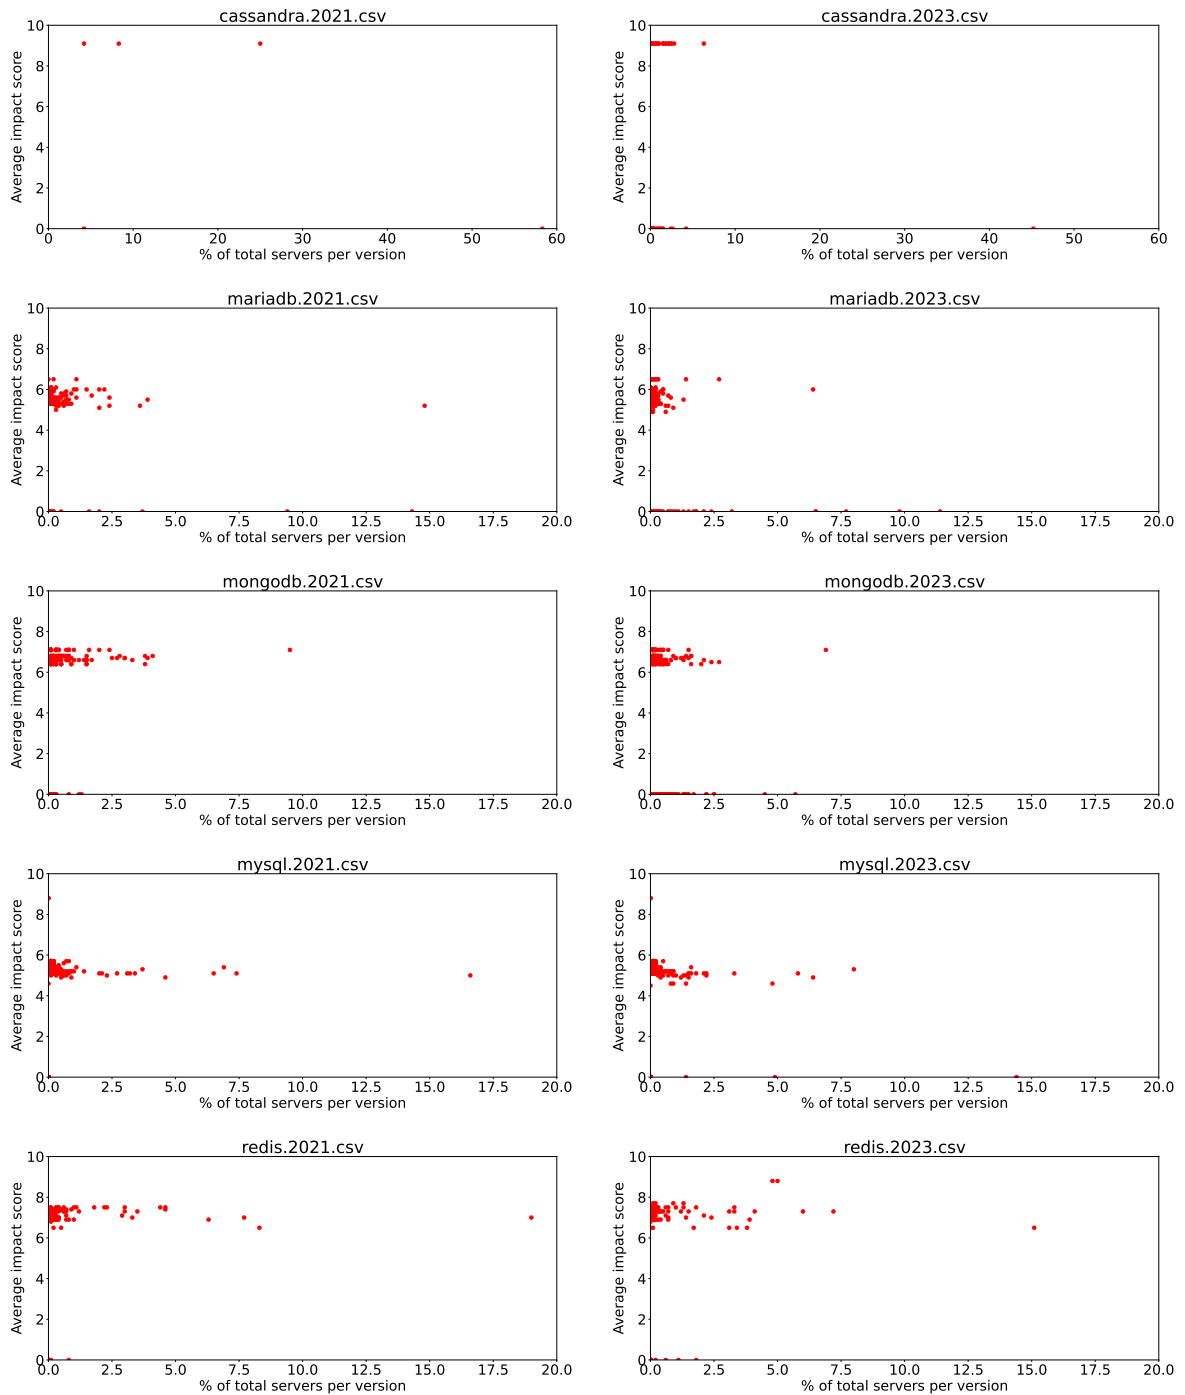 cassandra.2021.csv
Average impact score
10
8
6
4
2
0
0 10 20 30 40 50 60
% of total servers per version
cassandra.2023.csv
Average impact score
10
8
6
4
2
0
0 10 20 30 40 50 60
% of total servers per version
mariadb.2021.csv
Average impact score
10
8
6
4
2
0
0.0 2.5 5.0 7.5 10.0 12.5 15.0 17.5 20.0
% of total servers per version
mariadb.2023.csv
Average impact score
10
8
6
4
2
0
0.0 2.5 5.0 7.5 10.0 12.5 15.0 17.5 20.0
% of total servers per version
mongodb.2021.csv
Average impact score
10
8
6
4
2
0
0.0 2.5 5.0 7.5 10.0 12.5 15.0 17.5 20.0
% of total servers per version
mongodb.2023.csv
Average impact score
10
8
6
4
2
0
0.0 2.5 5.0 7.5 10.0 12.5 15.0 17.5 20.0
% of total servers per version
mysql.2021.csv
Average impact score
10
8
6
4
2
0
0.0 2.5 5.0 7.5 10.0 12.5 15.0 17.5 20.0
% of total servers per version
mysql.2023.csv
Average impact score
10
8
6
4
2
0
0.0 2.5 5.0 7.5 10.0 12.5 15.0 17.5 20.0
% of total servers per version
redis.2021.csv
Average impact score
10
8
6
4
2
0
0.0 2.5 5.0 7.5 10.0 12.5 15.0 17.5 20.0
% of total servers per version
redis.2023.csv
Average impact score
10
8
6
4
2
0
0.0 2.5 5.0 7.5 10.0 12.5 15.0 17.5 20.0
% of total servers per version